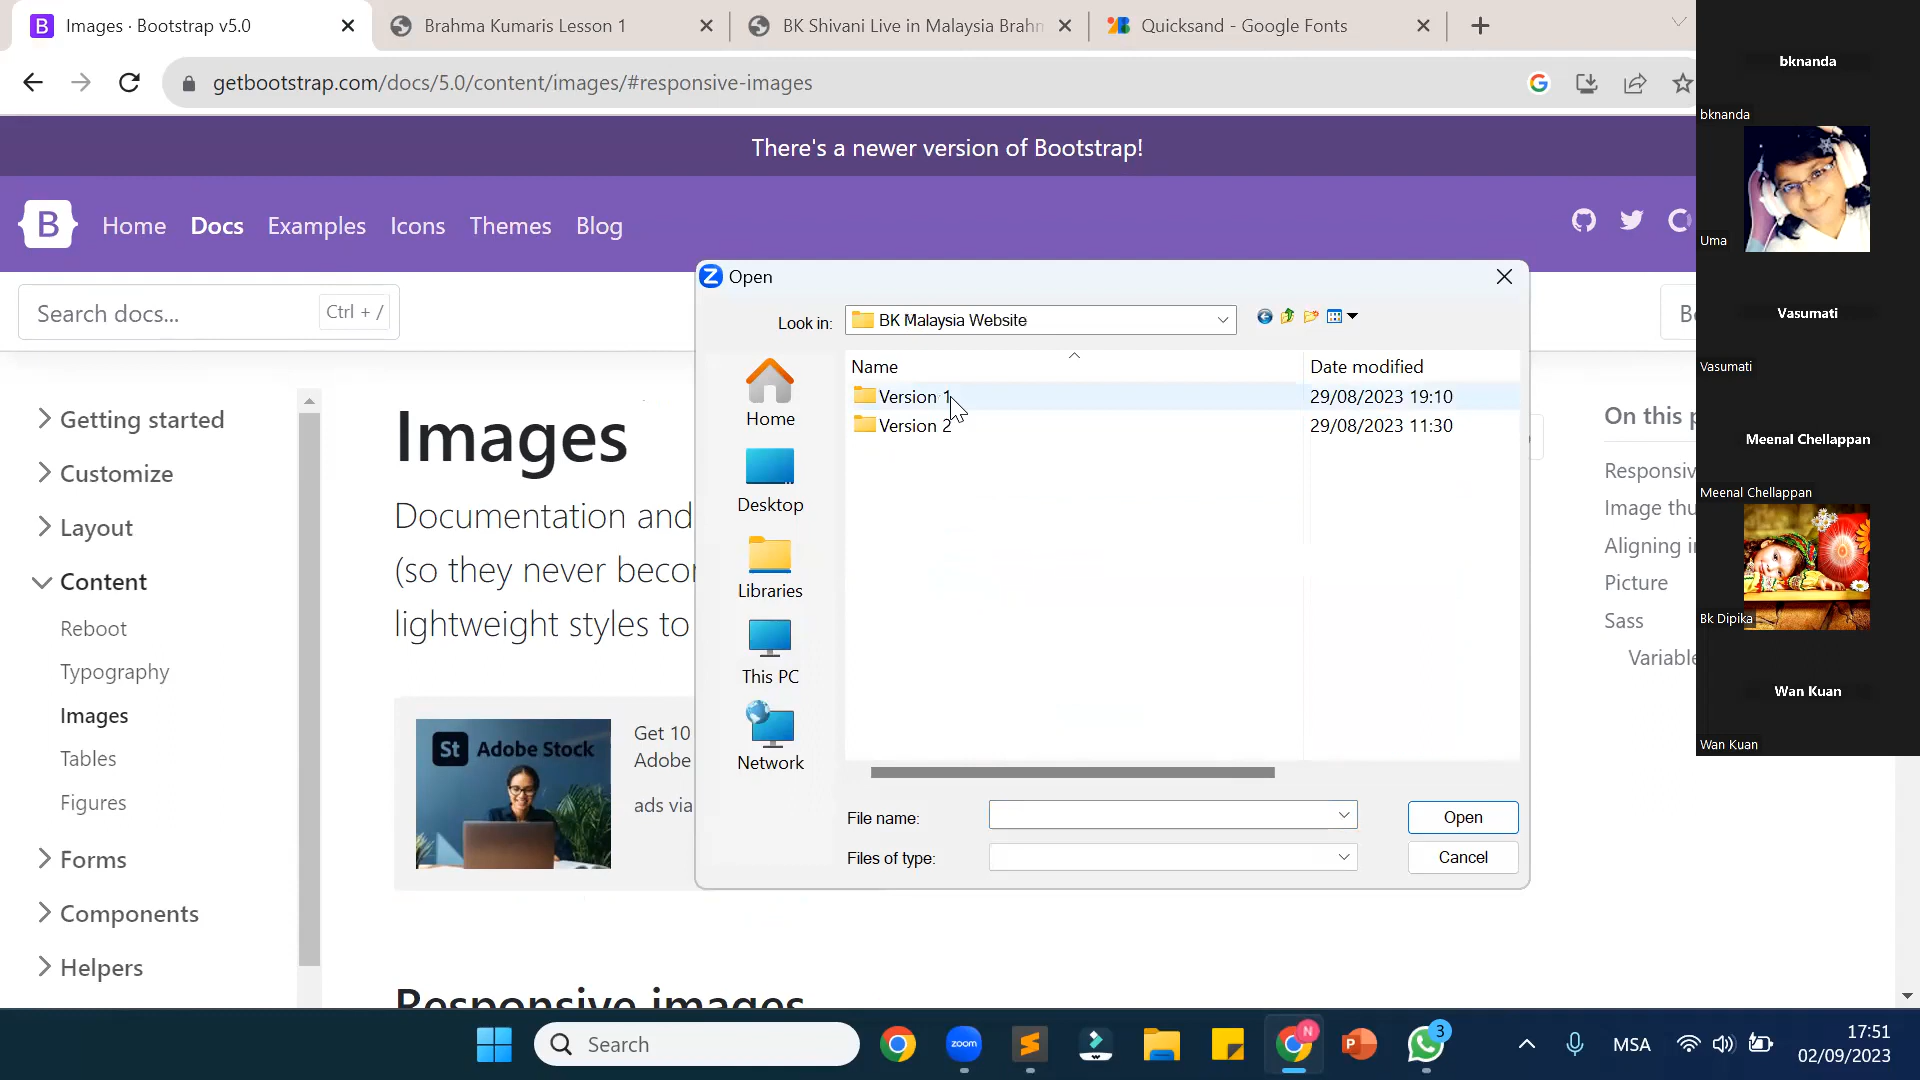 Images · Bootstrap v5.0
Brahma Kumaris Lesson 1
BK Shivani Live in Malaysia Brahm
Quicksand - Google Fonts
getbootstrap.com/docs/5.0/content/images/#responsive-images
There's a newer version of Bootstrap!
B
Home
Docs
Examples
Icons
Themes
Blog
Search docs...
Ctrl + /
Getting started
Customize
Layout
Content
Reboot
Typography
Images
Tables
Figures
Forms
Components
Helpers
Images
Documentation and
(so they never becor
lightweight styles to
St Adobe Stock
Get 10
Adobe
ads via
Responsive images
Open
Look in:
BK Malaysia Website
Home
Desktop
Libraries
This PC
Network
Name
Date modified
Version 1
29/08/2023 19:10
Version 2
29/08/2023 11:30
File name:
Open
Files of type:
Cancel
On this p
Responsiv
Image thu
Aligning i
Picture
Sass
Variable
bknanda
bknanda
Uma
Vasumati
Vasumati
Meenal Chellappan
Meenal Chellappan
Bk Dipika
Wan Kuan
Wan Kuan
Search
zoom
N
3
MSA
17:51
02/09/2023